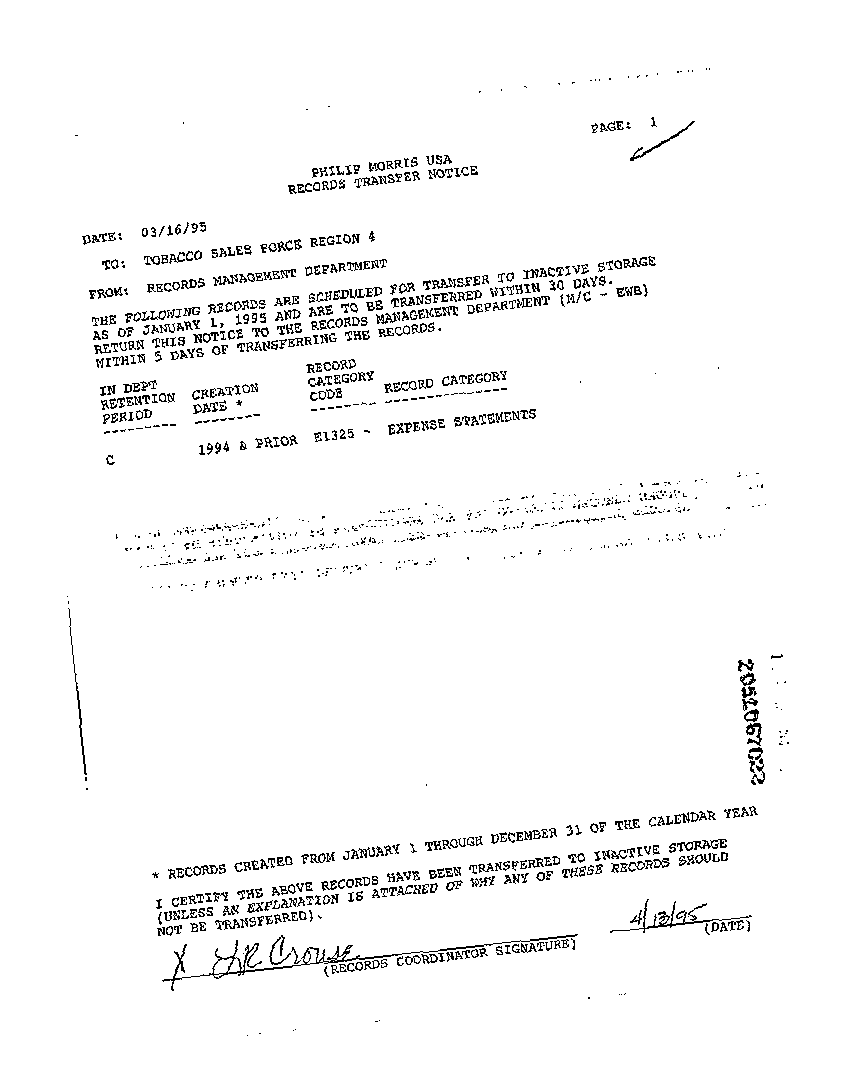 PAGE: 1
PHILIP MORRIS USA
RECORDS TRANSFER NOTICE
DATE: 03/16/95
TO: TOBACCO SALES FORCE REGION 4
FROM: RECORDS MANAGEMENT DEPARTMENT
THE FOLLOWING RECORDS ARE SCHEDULED FOR TRANSFER TO INACTIVE STORAGE
AS OF JANUARY 1, 1995 AND ARE TO BE TRANSFERRED WITHIN 30 DAYS.
RETURN THIS NOTICE TO THE RECORDS MANAGEMENT DEPARTMENT (M/C - EWB)
WITHIN 5 DAYS OF TRANSFERRING THE RECORDS.
IN DEPT RETENTION PERIOD
CREATION DATE *
RECORD CATEGORY CODE
RECORD CATEGORY
C 1994 & PRIOR E1325 - EXPENSE STATEMENTS
2051067022
* RECORDS CREATED FROM JANUARY 1 THROUGH DECEMBER 31 OF THE CALENDAR YEAR
I CERTIFY THE ABOVE RECORDS HAVE BEEN TRANSFERRED TO INACTIVE STORAGE
(UNLESS AN EXPLANATION IS ATTACHED OF WHY ANY OF THESE RECORDS SHOULD
NOT BE TRANSFERRED).
X Crouse 4/13/95
(RECORDS COORDINATOR SIGNATURE) (DATE)